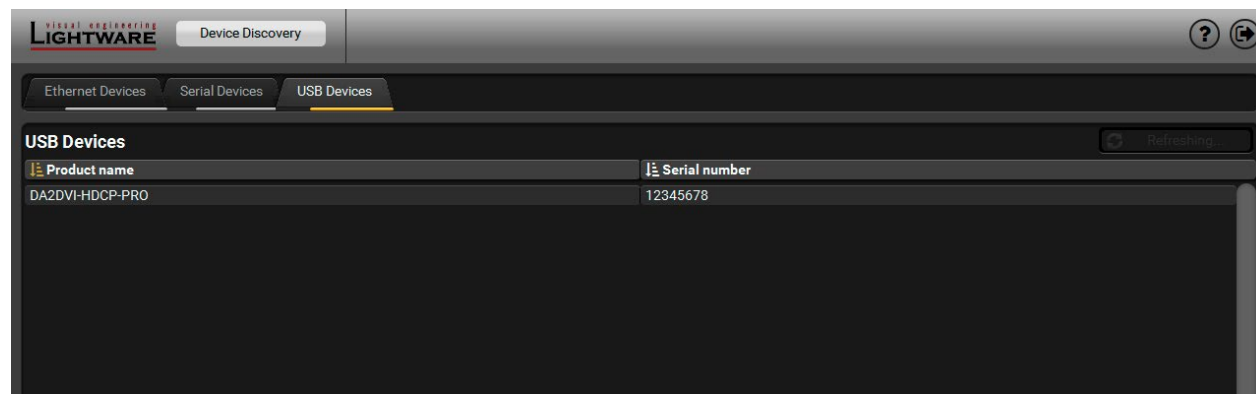 visual engineering
LIGHTWARE
Device Discovery
?
Ethernet Devices Serial Devices USB Devices
USB Devices Refreshing...
Product name Serial number
DA2DVI-HDCP-PRO 12345678